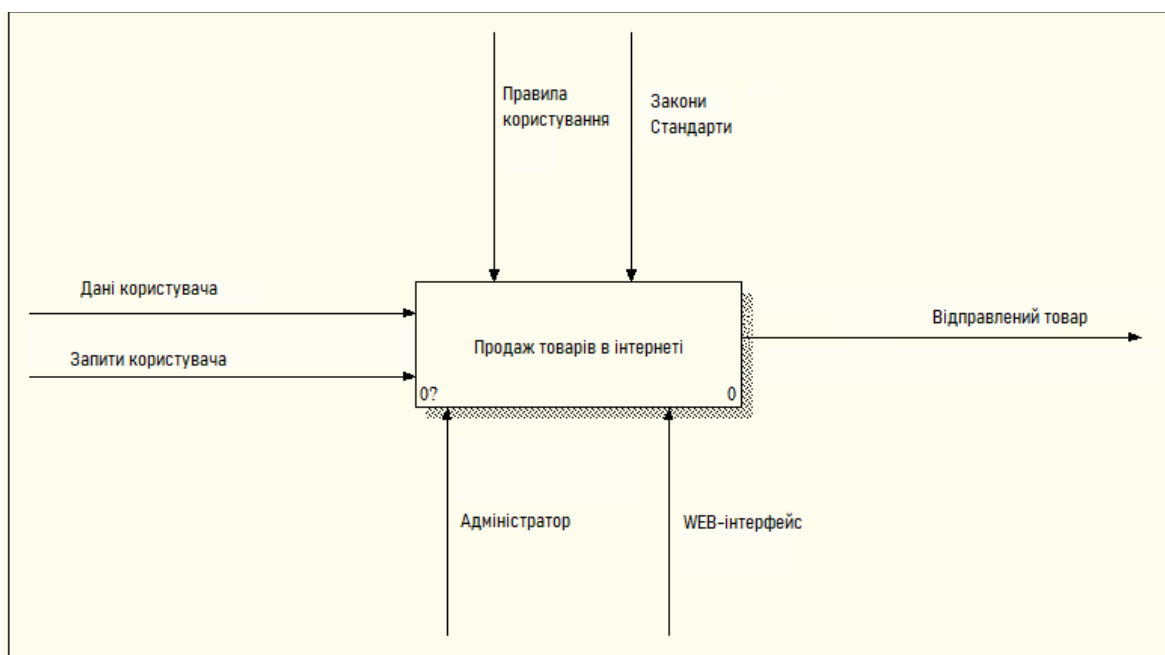 Правила
користування
Закони
Стандарти
Дані користувача
Запити користувача
Продаж товарів в інтернеті
0?
0
Відправлений товар
Адміністратор
WEB-інтерфейс